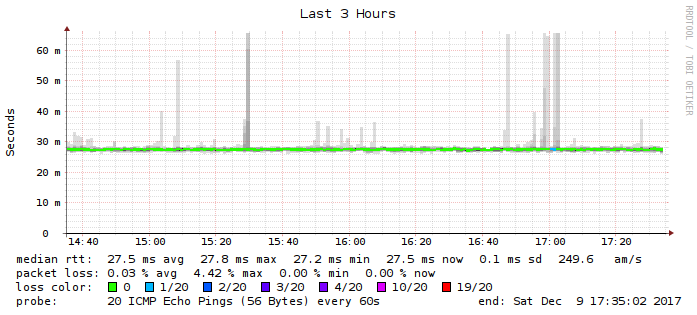 Last 3 Hours
RRDTOOL / TOBI OETIKER
Seconds
60 m
50 m
40 m
30 m
20 m
10 m
0
14:40 15:00 15:20 15:40 16:00 16:20 16:40 17:00 17:20
median rtt: 27.5 ms avg 27.8 ms max 27.2 ms min 27.5 ms now 0.1 ms sd 249.6 am/s
packet loss: 0.03 % avg 4.42 % max 0.00 % min 0.00 % now
loss color: 0 1/20 2/20 3/20 4/20 10/20 19/20
probe: 20 ICMP Echo Pings (56 Bytes) every 60s end: Sat Dec 9 17:35:02 2017